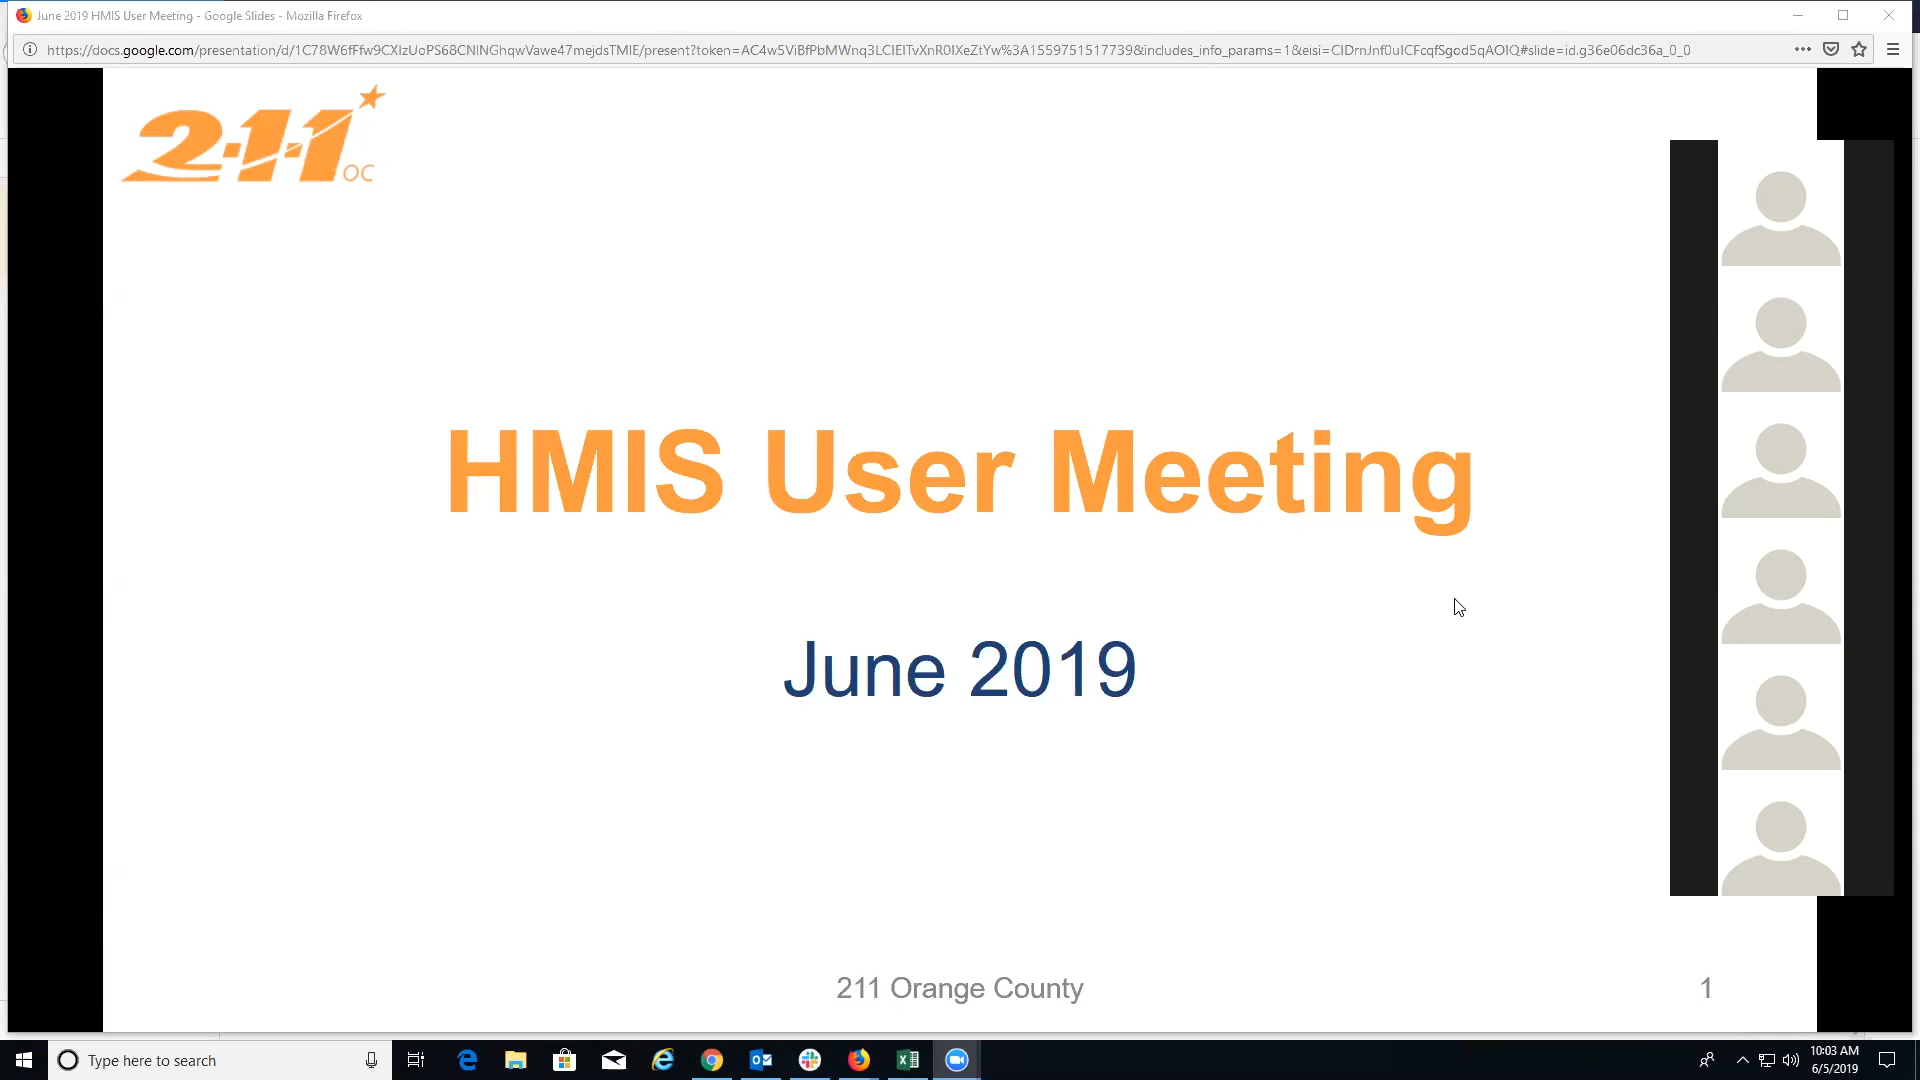 June 2019 HMIS User Meeting - Google Slides - Mozilla Firefox
https://docs.google.com/presentation/d/1C78W6fFfw9CXIzUoPS68CNINGhqwVawe47mejdsTMIE/present?token=AC4w5ViBfPbMWnq3LCIEITvXnR0IXeZtYw%3A1559751517739&includes_info_params=1&eisi=CIDrnJnf0uICFcqfSgod5qAOIQ#slide=id.g36e06dc36a_0_0
2-1-1 OC
HMIS User Meeting
June 2019
211 Orange County
1
Type here to search
10:03 AM
6/5/2019